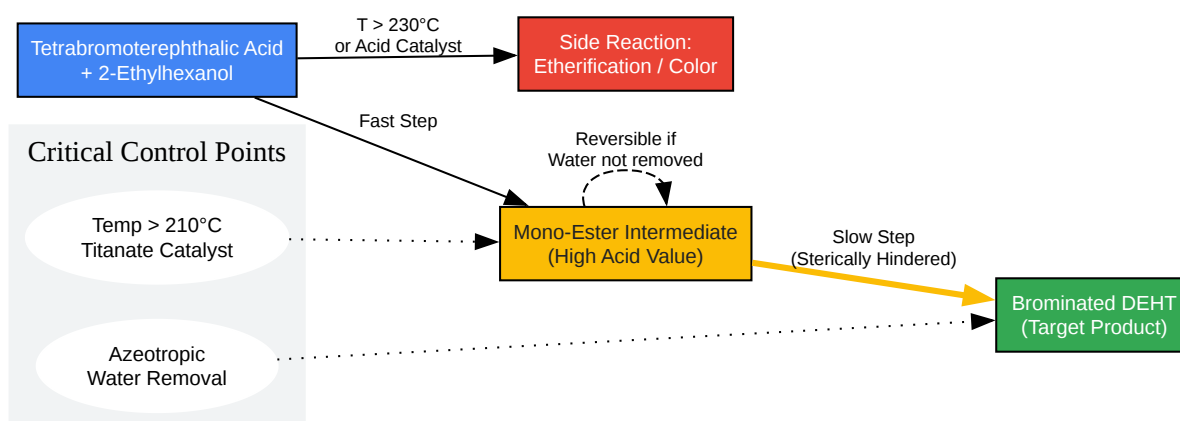 Tetrabromoterephthalic Acid
+ 2-Ethylhexanol
T > 230°C
or Acid Catalyst
Side Reaction:
Etherification / Color
Fast Step
Critical Control Points
Reversible if
Water not removed
Temp > 210°C
Titanate Catalyst
Mono-Ester Intermediate
(High Acid Value)
Slow Step
(Sterically Hindered)
Brominated DEHT
(Target Product)
Azeotropic
Water Removal